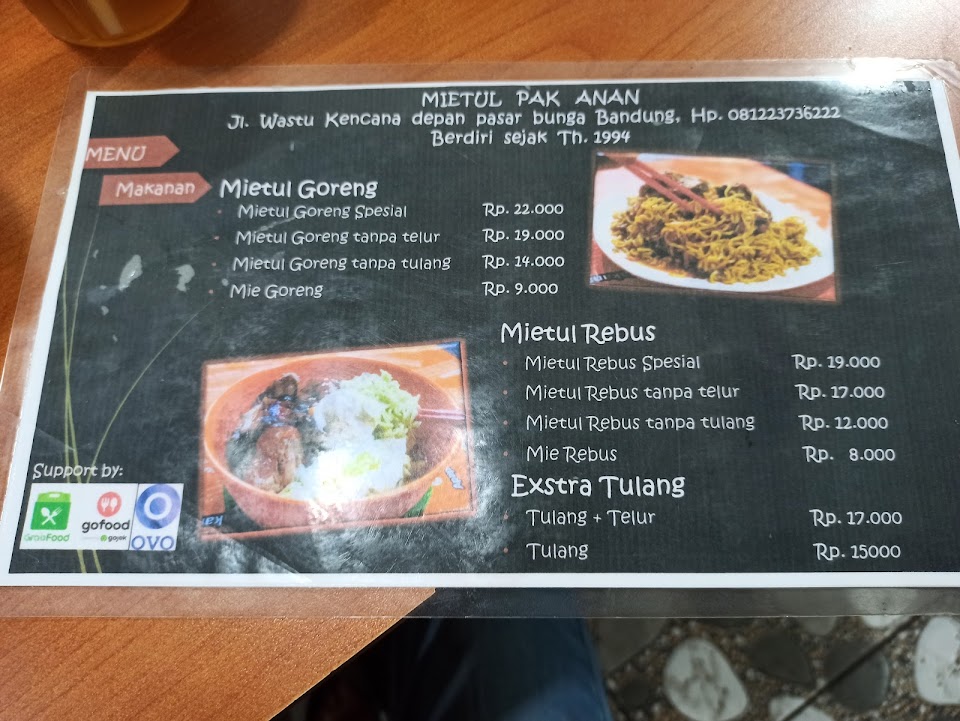 MIETUL PAK ANAN
Jl. Wastu Kencana depan pasar bunga Bandung, Hp. 081223736222
Berdiri sejak Th. 1994
MENU
Makanan
Mietul Goreng
Mietul Goreng Spesial Rp. 22.000
Mietul Goreng tanpa telur Rp. 19.000
Mietul Goreng tanpa tulang Rp. 14.000
Mie Goreng Rp. 9.000
Mietul Rebus
Mietul Rebus Spesial Rp. 19.000
Mietul Rebus tanpa telur Rp. 17.000
Mietul Rebus tanpa tulang Rp. 12.000
Mie Rebus Rp. 8.000
Exstra Tulang
Tulang + Telur Rp. 17.000
Tulang Rp. 15000
Support by:
GrabFood
gofood
gojek
OVO